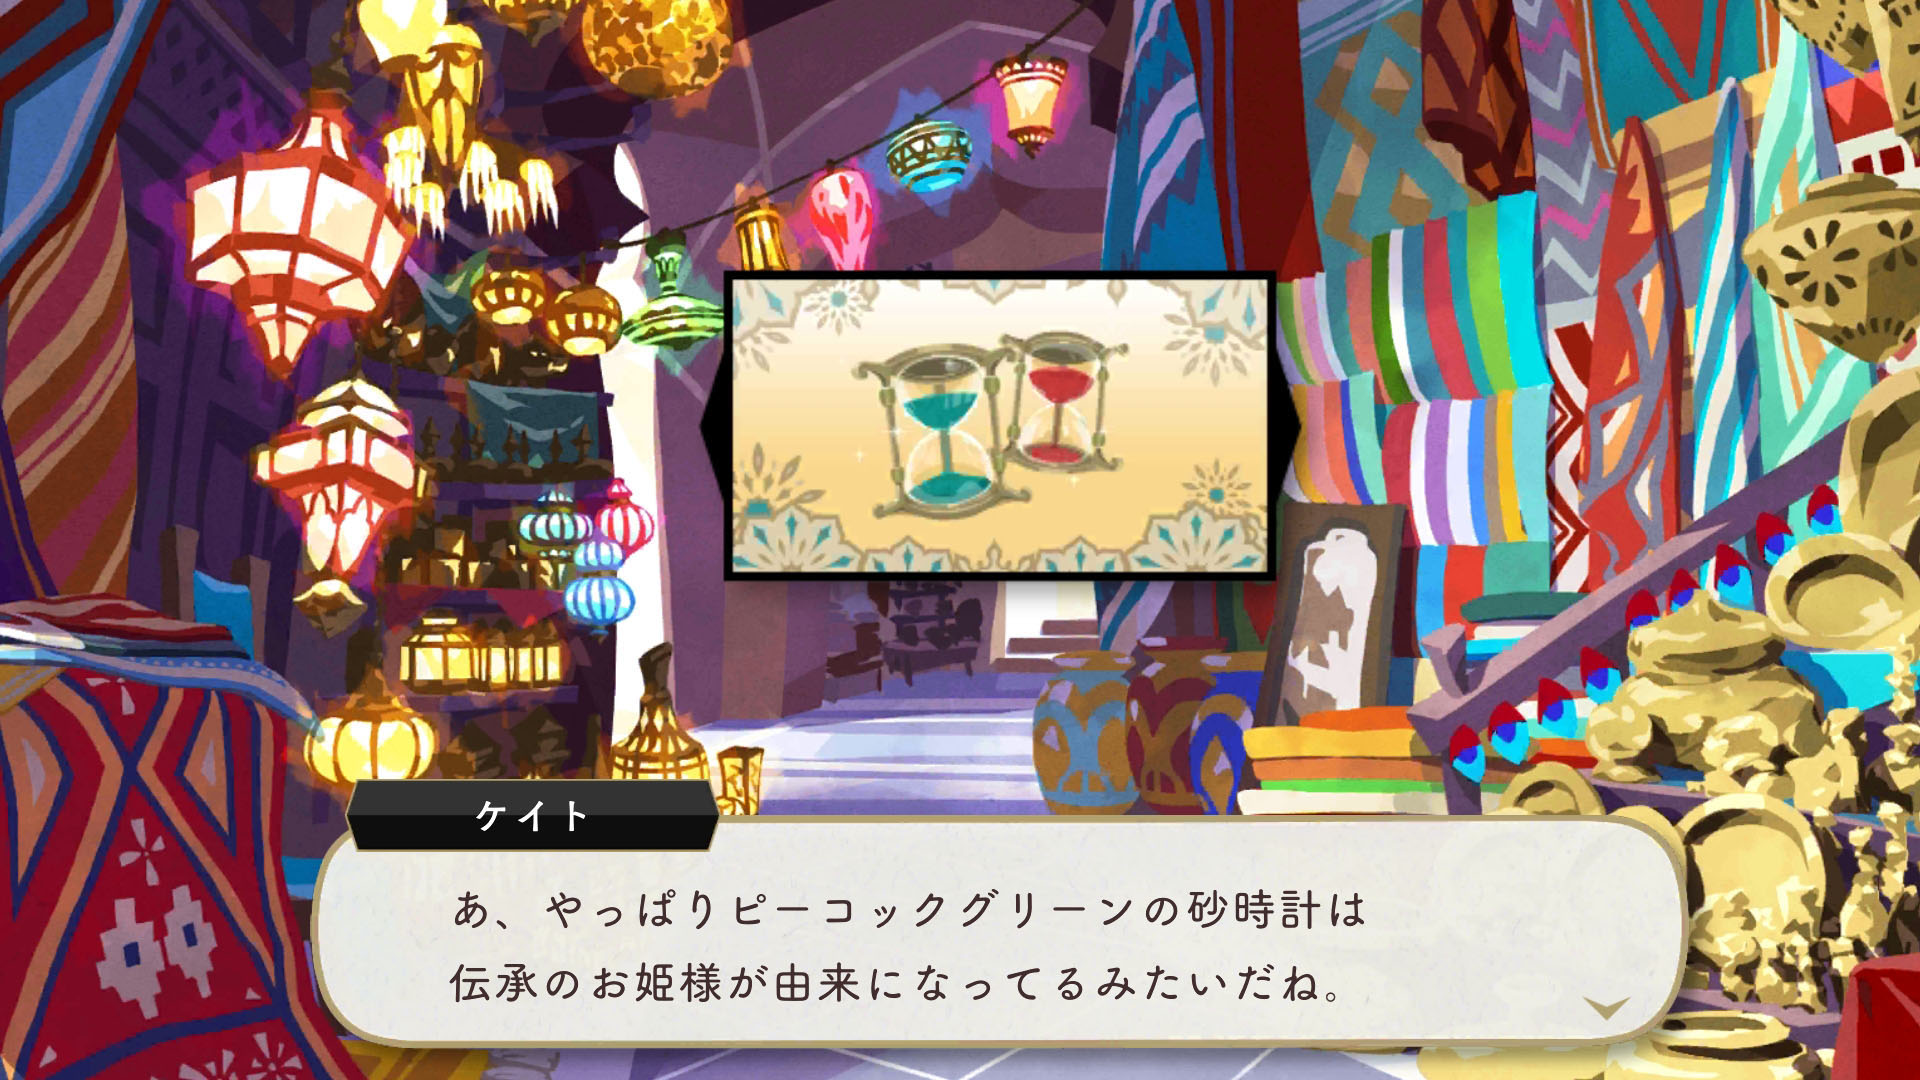 ケイト
あ、やっぱりピーコックグリーンの砂時計は
伝承のお姫様が由来になってるみたいだね。